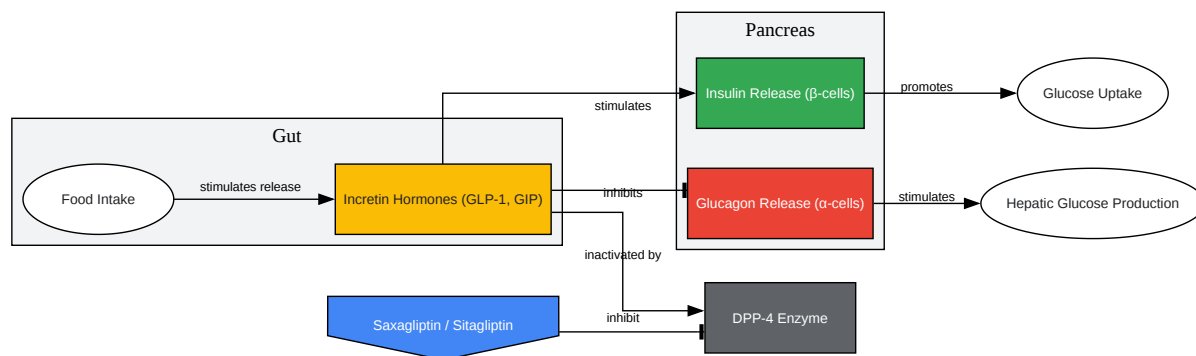 Pancreas
Insulin Release (β-cells)
promotes
Glucose Uptake
stimulates
Gut
Food Intake
stimulates release
Incretin Hormones (GLP-1, GIP)
inhibits
Glucagon Release (α-cells)
stimulates
Hepatic Glucose Production
inactivated by
Saxagliptin / Sitagliptin
inhibit
DPP-4 Enzyme